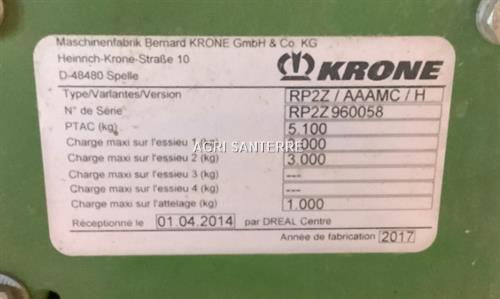 Maschinenfabrik Bernard KRONE GmbH & Co. KG
Heinrich-Krone-Straße 10
D-48480 Spelle
KRONE
Type/Variantes/Version RP2Z / AAAMC / H
N° de Série RP2Z960058
PTAC (kg) 5.100
Charge maxi sur l'essieu 1 (kg) .000
AGRI SANTERRE
Charge maxi sur l'essieu 2 (kg) 3.000
Charge maxi sur l'essieu 3 (kg) ---
Charge maxi sur l'essieu 4 (kg) ---
Charge maxi sur l'attelage (kg) 1.000
Réceptionné le 01.04.2014 par DREAL Centre
Année de fabrication 2017